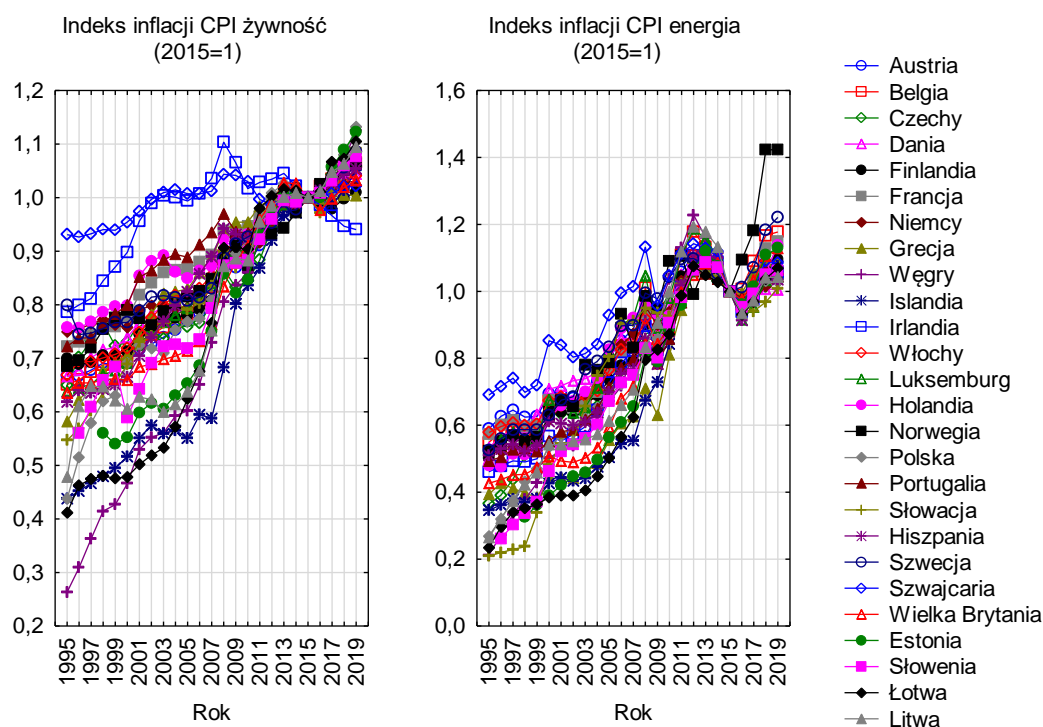 Indeks inflacji CPI żywność
(2015=1)
Indeks inflacji CPI energia
(2015=1)
1,2
1,1
1,0
0,9
0,8
0,7
0,6
0,5
0,4
0,3
0,2
1995
1997
1999
2001
2003
2005
2007
2009
2011
2013
2015
2017
2019
Rok
1,6
1,4
1,2
1,0
0,8
0,6
0,4
0,2
0,0
1995
1997
1999
2001
2003
2005
2007
2009
2011
2013
2015
2017
2019
Rok
Austria
Belgia
Czechy
Dania
Finlandia
Francja
Niemcy
Grecja
Węgry
Islandia
Irlandia
Włochy
Luksemburg
Holandia
Norwegia
Polska
Portugalia
Słowacja
Hiszpania
Szwecja
Szwajcaria
Wielka Brytania
Estonia
Słowenia
Łotwa
Litwa